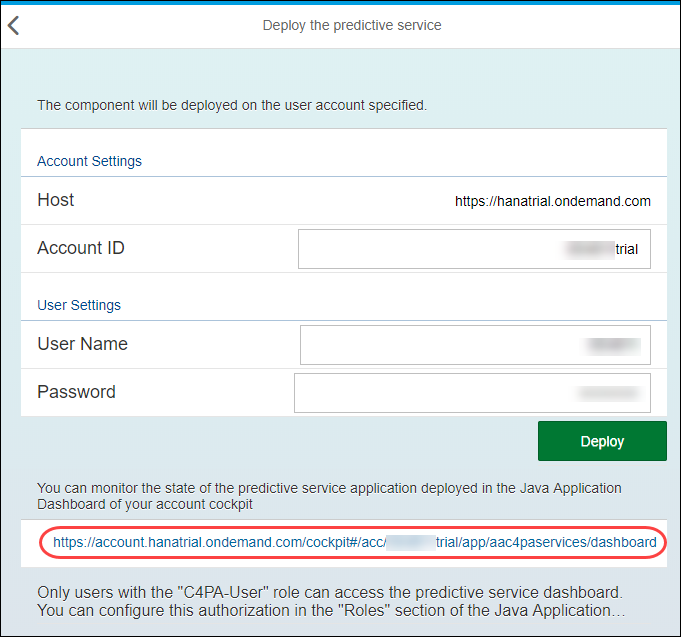 Deploy the predictive service
The component will be deployed on the user account specified.
Account Settings
Host
https://hanatrial.ondemand.com
Account ID
trial
User Settings
User Name
Password
Deploy
You can monitor the state of the predictive service application deployed in the Java Application
Dashboard of your account cockpit
https://account.hanatrial.ondemand.com/cockpit#/acc/ trial/app/aac4paservices/dashboard
Only users with the "C4PA-User" role can access the predictive service dashboard.
You can configure this authorization in the "Roles" section of the Java Application…